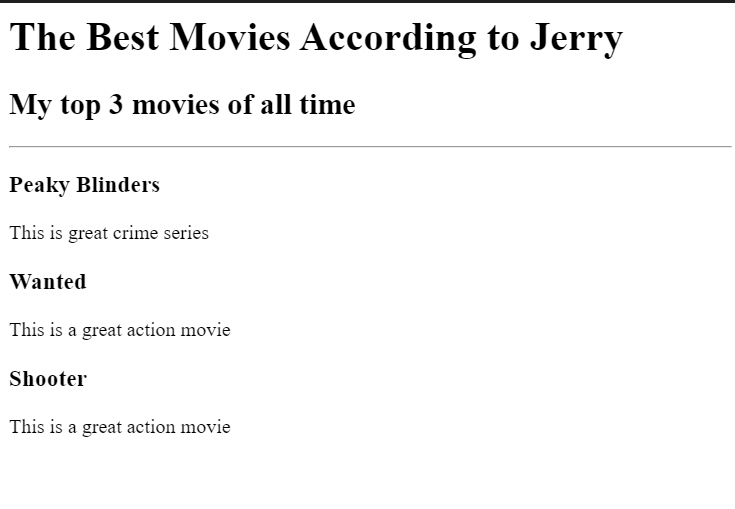 The Best Movies According to Jerry
My top 3 movies of all time
Peaky Blinders
This is great crime series
Wanted
This is a great action movie
Shooter
This is a great action movie